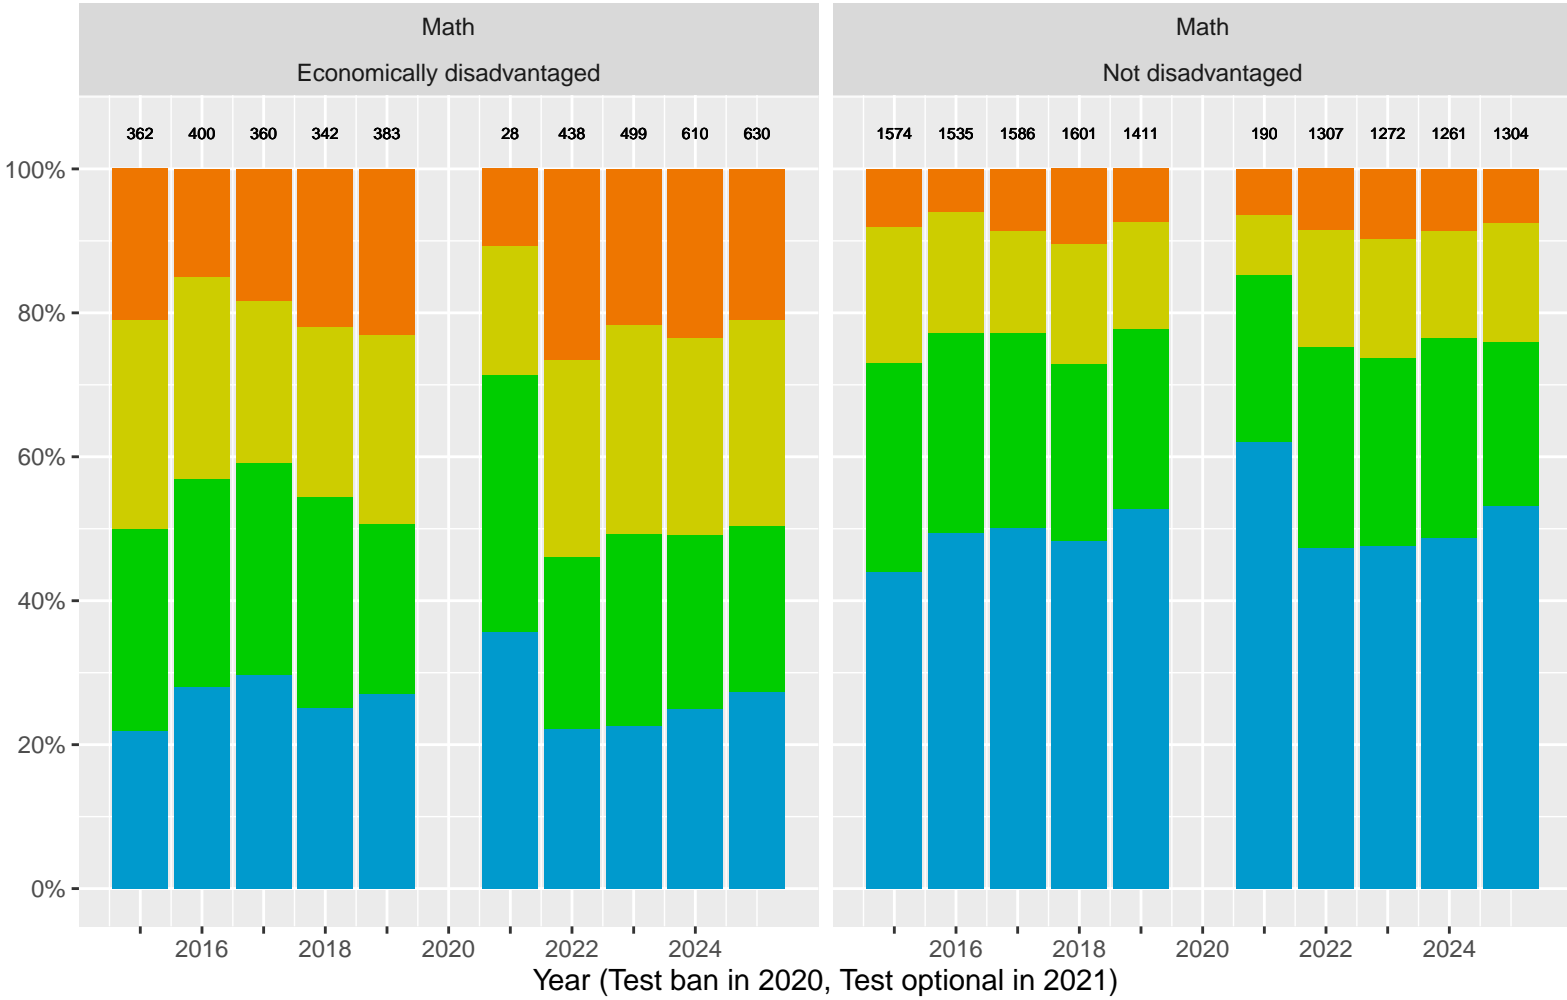 Math Math
Economically disadvantaged Not disadvantaged
362 400 360 342 383 28 438 499 610 630 1574 1535 1586 1601 1411 190 1307 1272 1261 1304
100%
80%
60%
40%
20%
0%
2016 2018 2020 2022 2024 2016 2018 2020 2022 2024
Year (Test ban in 2020, Test optional in 2021)